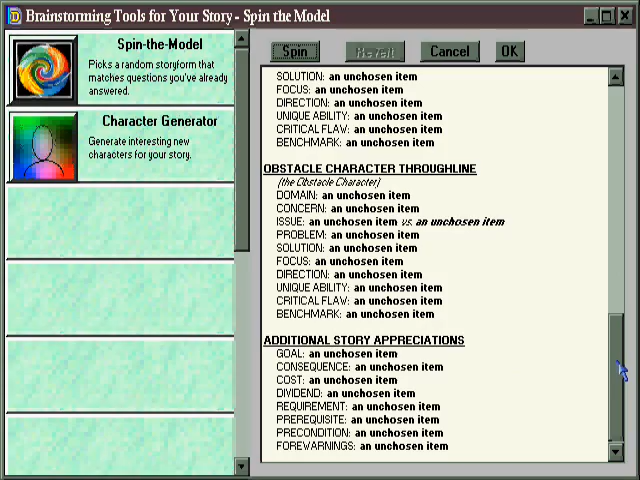 Brainstorming Tools for Your Story - Spin the Model
Spin-the-Model
Picks a random storyform that
matches questions you've already
answered.
Character Generator
Generate interesting new
characters for your story.
Spin
Revert
Cancel
OK
SOLUTION: an unchosen item
FOCUS: an unchosen item
DIRECTION: an unchosen item
UNIQUE ABILITY: an unchosen item
CRITICAL FLAW: an unchosen item
BENCHMARK: an unchosen item
OBSTACLE CHARACTER THROUGHLINE
(the Obstacle Character)
DOMAIN: an unchosen item
CONCERN: an unchosen item
ISSUE: an unchosen item vs. an unchosen item
PROBLEM: an unchosen item
SOLUTION: an unchosen item
FOCUS: an unchosen item
DIRECTION: an unchosen item
UNIQUE ABILITY: an unchosen item
CRITICAL FLAW: an unchosen item
BENCHMARK: an unchosen item
ADDITIONAL STORY APPRECIATIONS
GOAL: an unchosen item
CONSEQUENCE: an unchosen item
COST: an unchosen item
DIVIDEND: an unchosen item
REQUIREMENT: an unchosen item
PREREQUISITE: an unchosen item
PRECONDITION: an unchosen item
FOREWARNINGS: an unchosen item